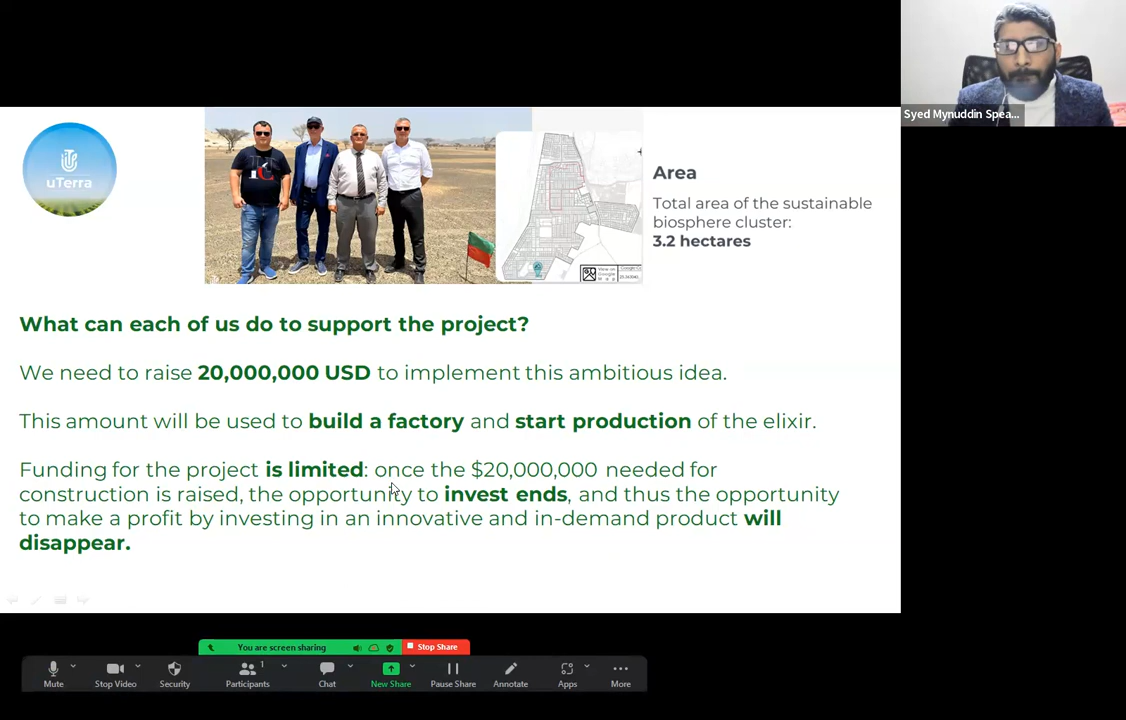 Syed Mynuddin Spea...
uTerra
Area
Total area of the sustainable
biosphere cluster:
3.2 hectares
What can each of us do to support the project?
We need to raise 20,000,000 USD to implement this ambitious idea.
This amount will be used to build a factory and start production of the elixir.
Funding for the project is limited: once the $20,000,000 needed for
construction is raised, the opportunity to invest ends, and thus the opportunity
to make a profit by investing in an innovative and in-demand product will
disappear.
You are screen sharing
Stop Share
1
Mute
Stop Video
Security
Participants
Chat
New Share
Pause Share
Annotate
Apps
More